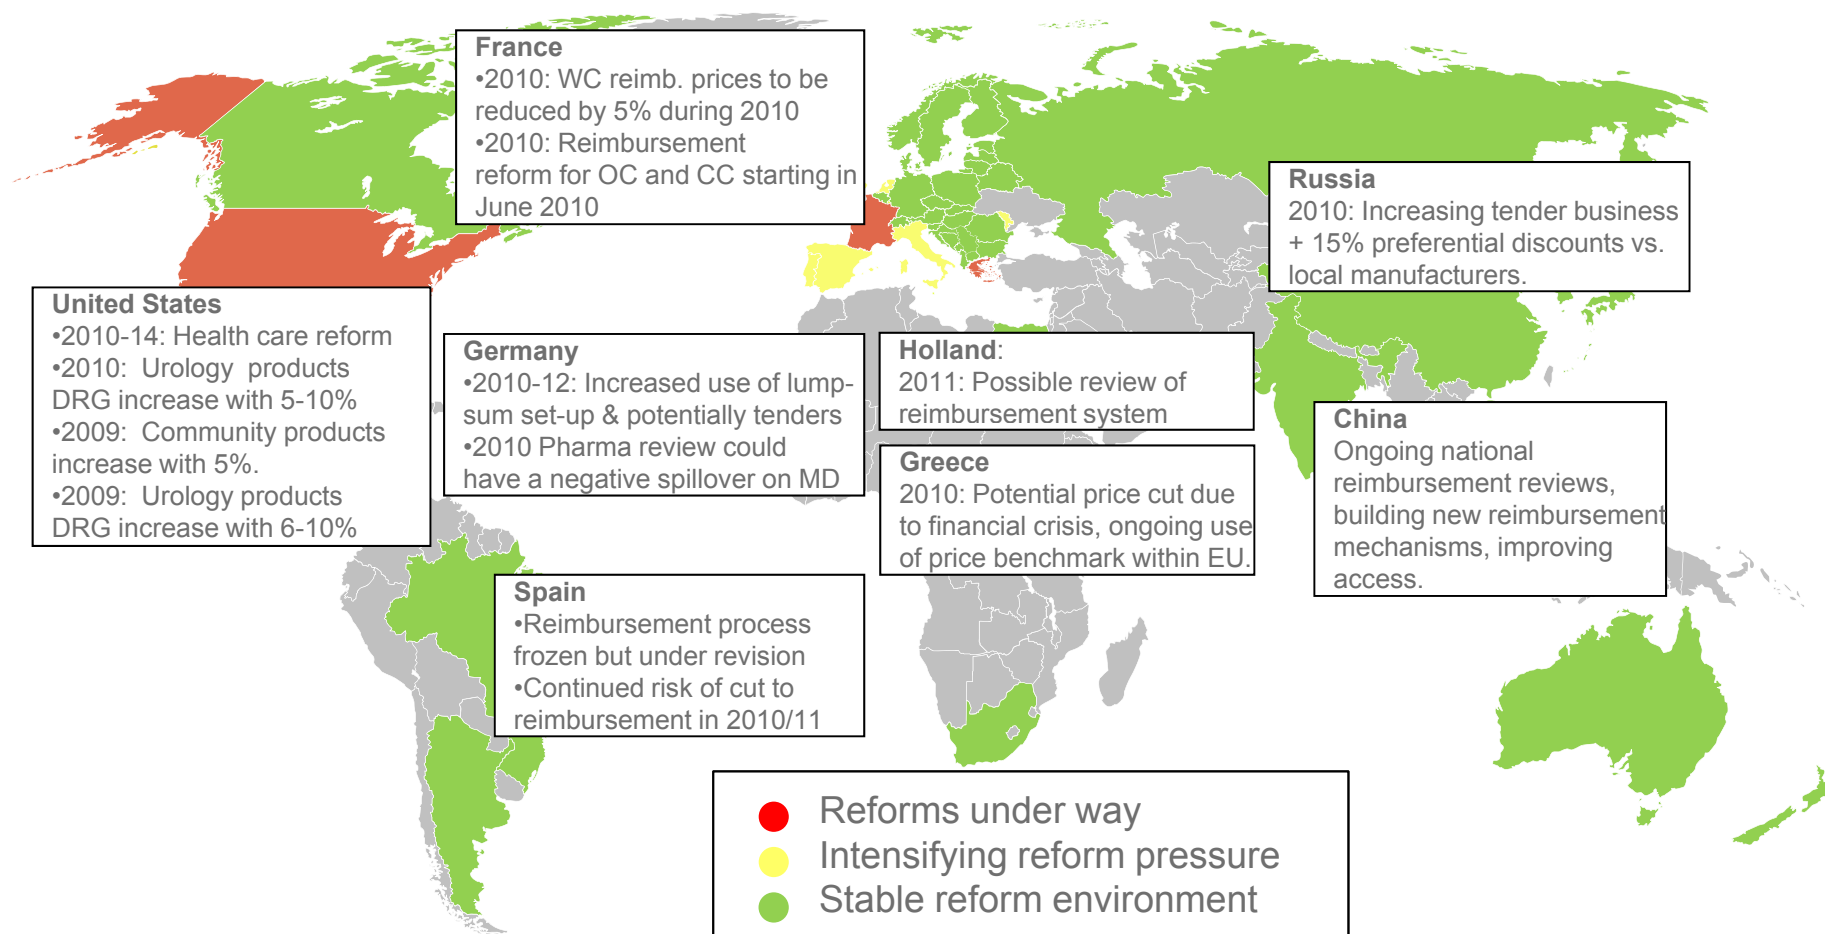 France
•2010: WC reimb. prices to be
reduced by 5% during 2010
•2010: Reimbursement
reform for OC and CC starting in
June 2010
Russia
2010: Increasing tender business
+ 15% preferential discounts vs.
local manufacturers.
United States
•2010-14: Health care reform
•2010:  Urology  products
DRG increase with 5-10%
•2009:  Community products
increase with 5%.
•2009:  Urology products
DRG increase with 6-10%
Germany
•2010-12: Increased use of lump-
sum set-up & potentially tenders
•2010 Pharma review could
have a negative spillover on MD
Holland:
2011: Possible review of
reimbursement system
Greece
2010: Potential price cut due
to financial crisis, ongoing use
of price benchmark within EU.
China
Ongoing national
reimbursement reviews,
building new reimbursement
mechanisms, improving
access.
Spain
•Reimbursement process
frozen but under revision
•Continued risk of cut to
reimbursement in 2010/11
Reforms under way
Intensifying reform pressure
Stable reform environment